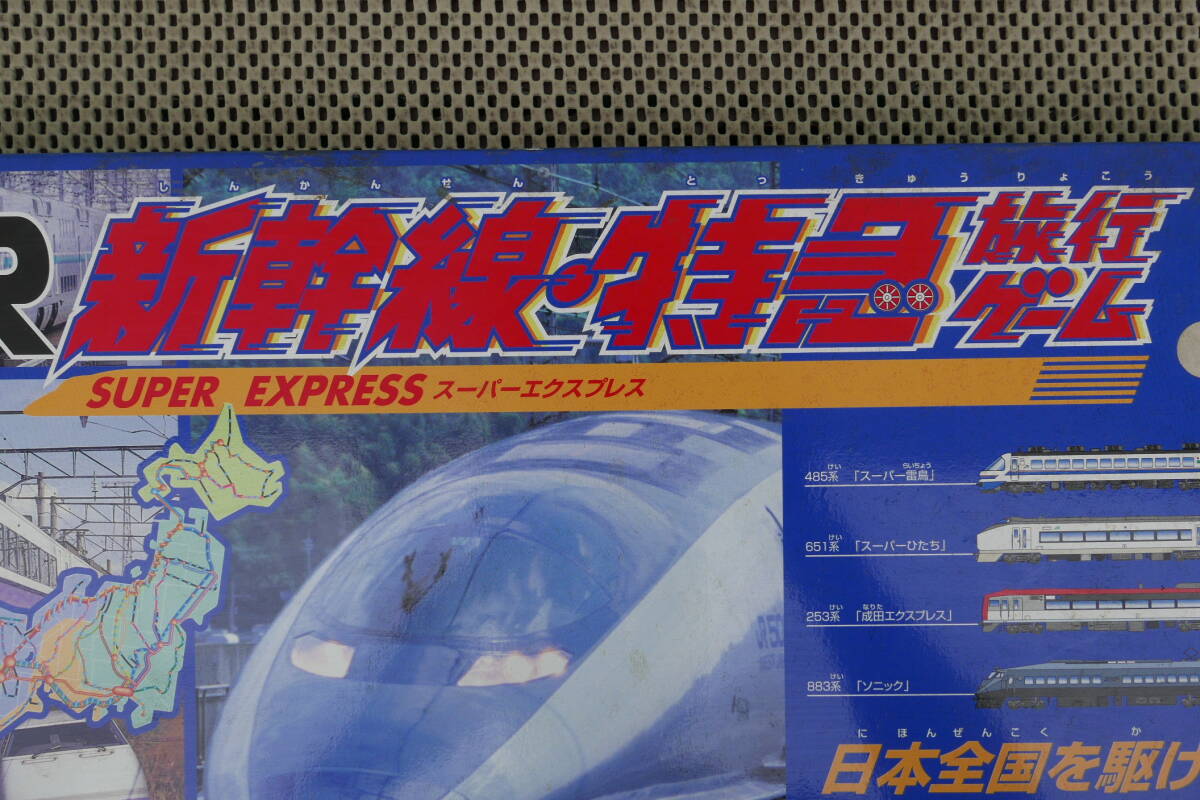 しんかんせん とっきゅうりょこう
R 新幹線・特急旅行ゲーム
SUPER EXPRESS スーパーエクスプレス
けい らいちょう
485系 「スーパー雷鳥」
けい
651系 「スーパーひたち」
けい なりた
253系 「成田エクスプレス」
けい
883系 「ソニック」
にほんぜんこく か
日本全国を駆け